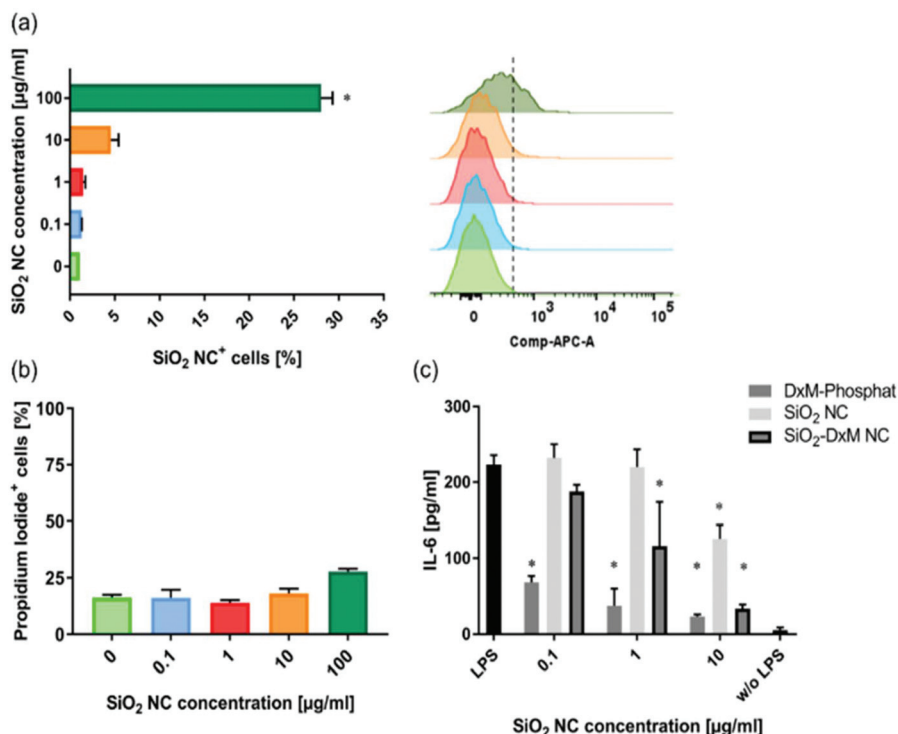 (a)
SiO₂ NC concentration [µg/ml]
100
10
1
0.1
0
*
0 5 10 15 20 25 30 35
SiO₂ NC⁺ cells [%]
0 10³ 10⁴ 10⁵
Comp-APC-A
(b)
Propidium Iodide⁺ cells [%]
100
75
50
25
0
0 0.1 1 10 100
SiO₂ NC concentration [µg/ml]
(c)
DxM-Phosphat
SiO₂ NC
SiO₂-DxM NC
IL-6 [pg/ml]
300
200
100
0
* * * * * *
LPS 0.1 1 10 w/o LPS
SiO₂ NC concentration [µg/ml]